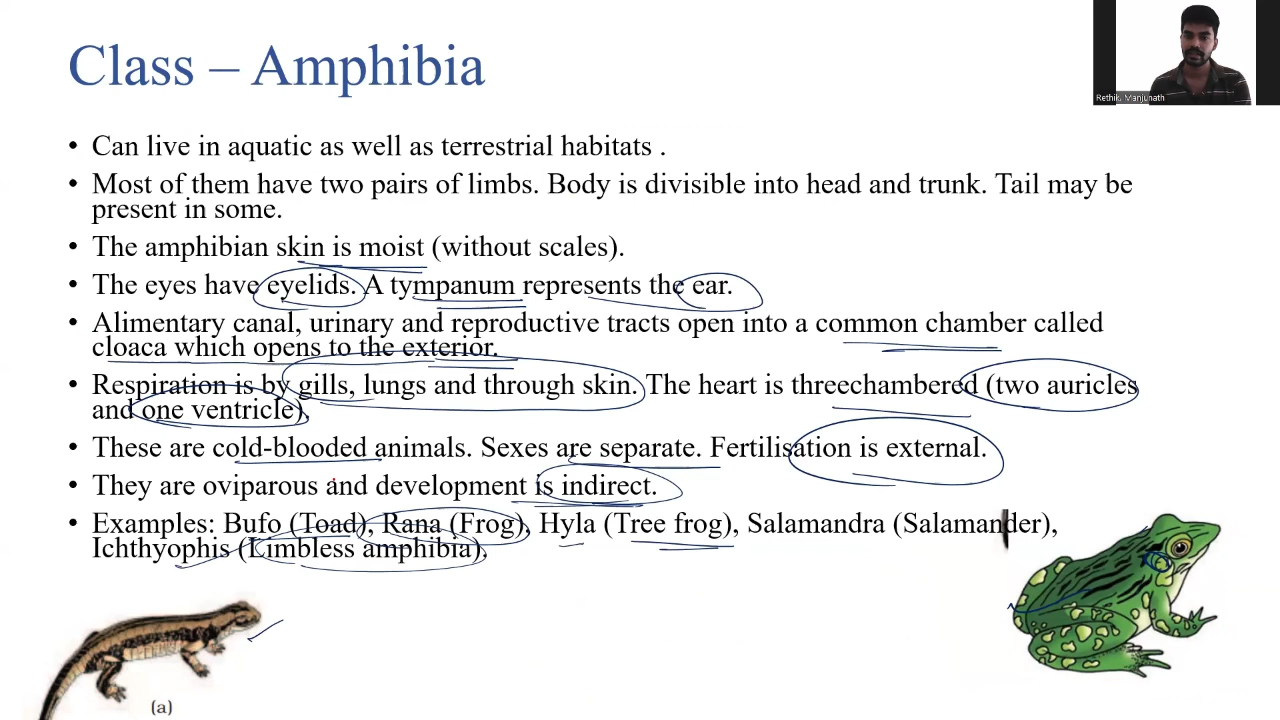 Class – Amphibia
Rethik. Manjunath
• Can live in aquatic as well as terrestrial habitats .
• Most of them have two pairs of limbs. Body is divisible into head and trunk. Tail may be
present in some.
• The amphibian skin is moist (without scales).
• The eyes have eyelids. A tympanum represents the ear.
• Alimentary canal, urinary and reproductive tracts open into a common chamber called
cloaca which opens to the exterior.
• Respiration is by gills, lungs and through skin. The heart is threechambered (two auricles
and one ventricle).
• These are cold-blooded animals. Sexes are separate. Fertilisation is external.
• They are oviparous and development is indirect.
• Examples: Bufo (Toad), Rana (Frog), Hyla (Tree frog), Salamandra (Salamander),
Ichthyophis (Limbless amphibia).
(a)